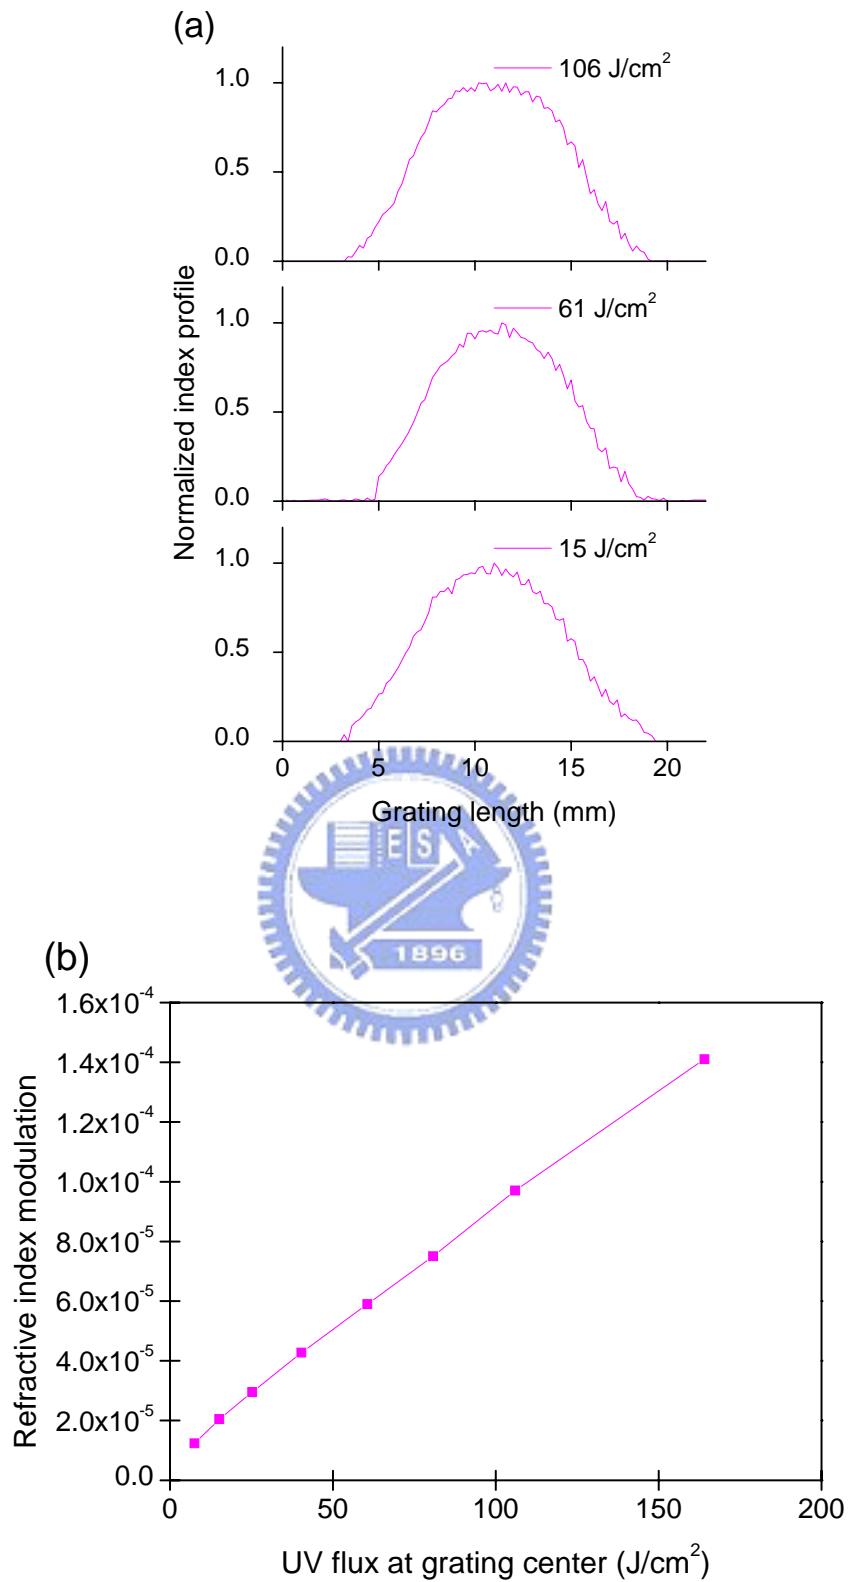 (a)
106 J/cm²
1.0
0.5
0.0
61 J/cm²
1.0
0.5
0.0
15 J/cm²
1.0
0.5
0.0
Normalized index profile
0 5 10 15 20
Grating length (mm)
E S A
1896
(b)
1.6x10⁻⁴
1.4x10⁻⁴
1.2x10⁻⁴
1.0x10⁻⁴
8.0x10⁻⁵
6.0x10⁻⁵
4.0x10⁻⁵
2.0x10⁻⁵
0.0
Refractive index modulation
0 50 100 150 200
UV flux at grating center (J/cm²)